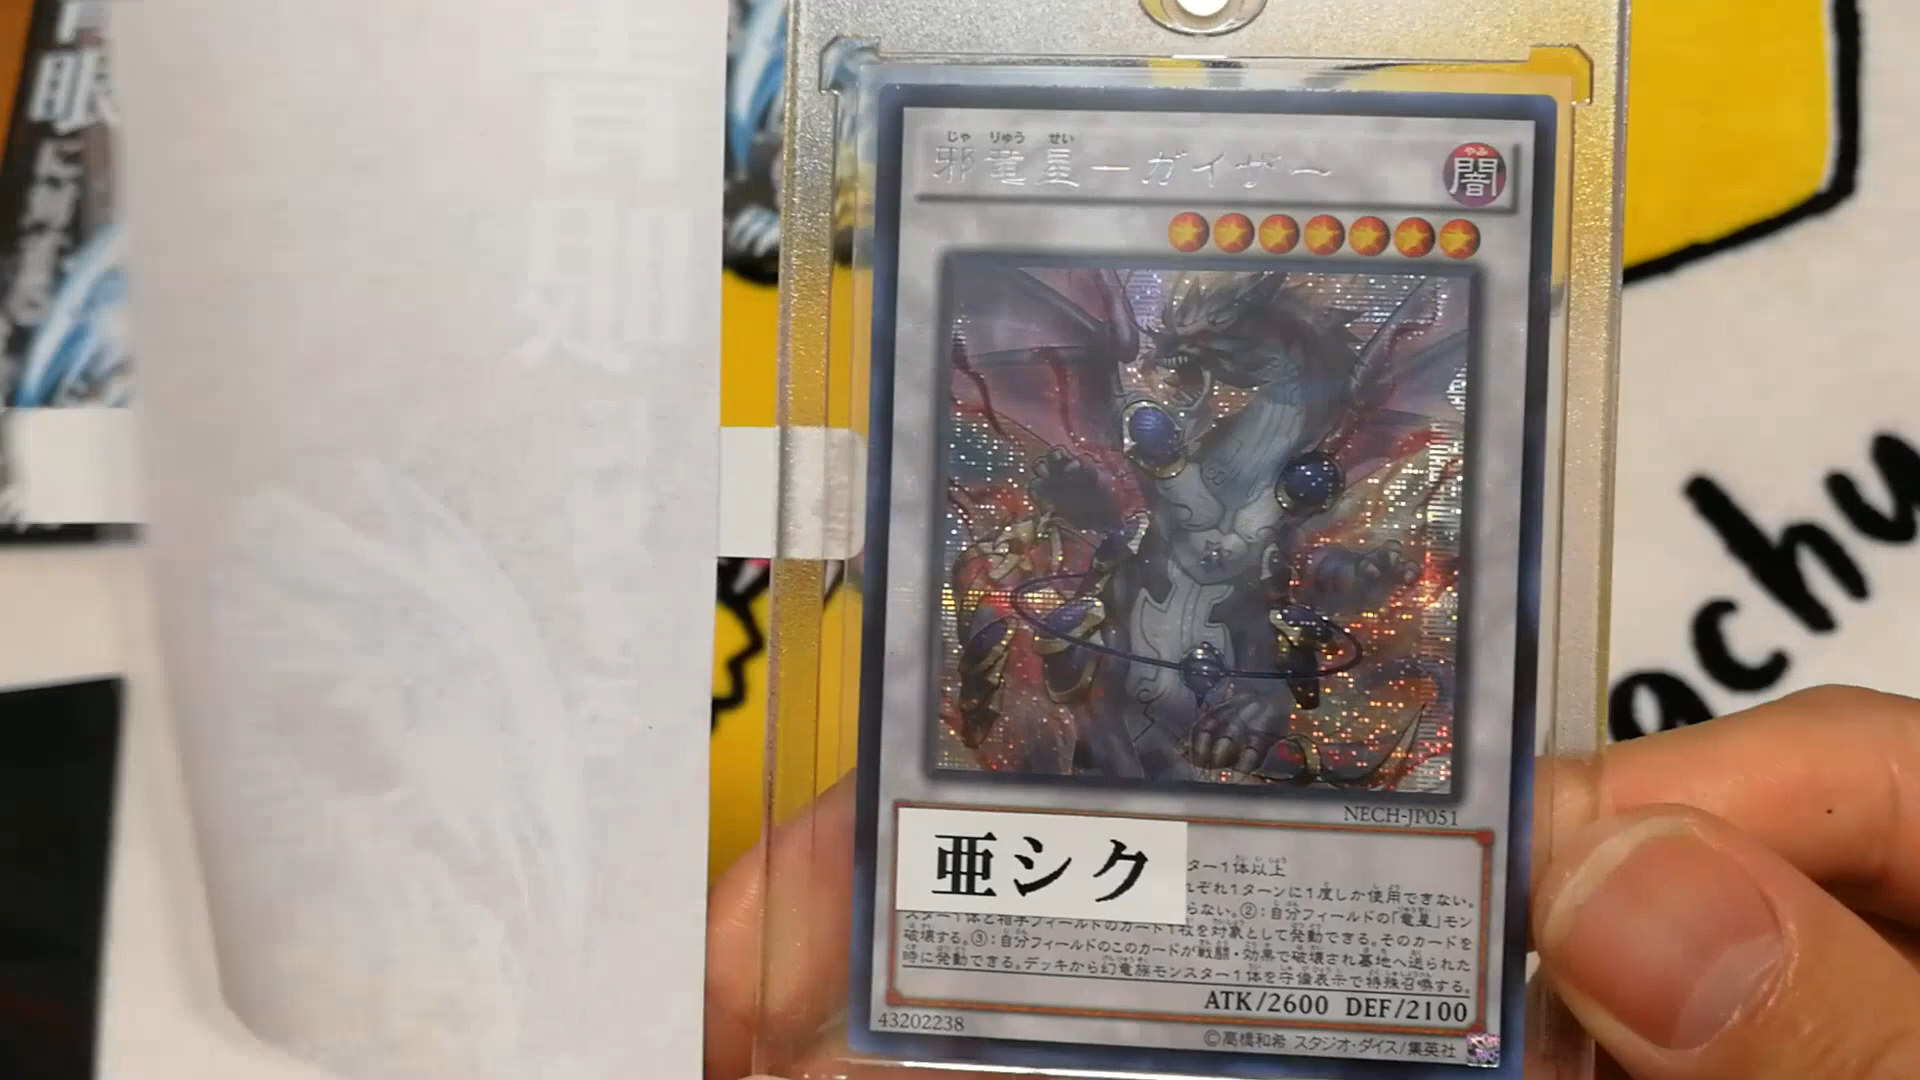 眼に対
じゃ りゅう せい
邪竜星-ガイザー
やみ
闇
achu
NECH-JP051
亜シク
ター1体以上
れぞれ1ターンに1度しか使用できない。
らない。②:自分フィールドの「竜星」モン
スター1体と相手フィールドのカード1枚を対象として発動できる。そのカードを
破壊する。③:自分フィールドのこのカードが戦闘・効果で破壊され墓地へ送られた
時に発動できる。デッキから幻竜族モンスター1体を守備表示で特殊召喚する。
ATK/2600 DEF/2100
43202238
©高橋和希 スタジオ・ダイス/集英社